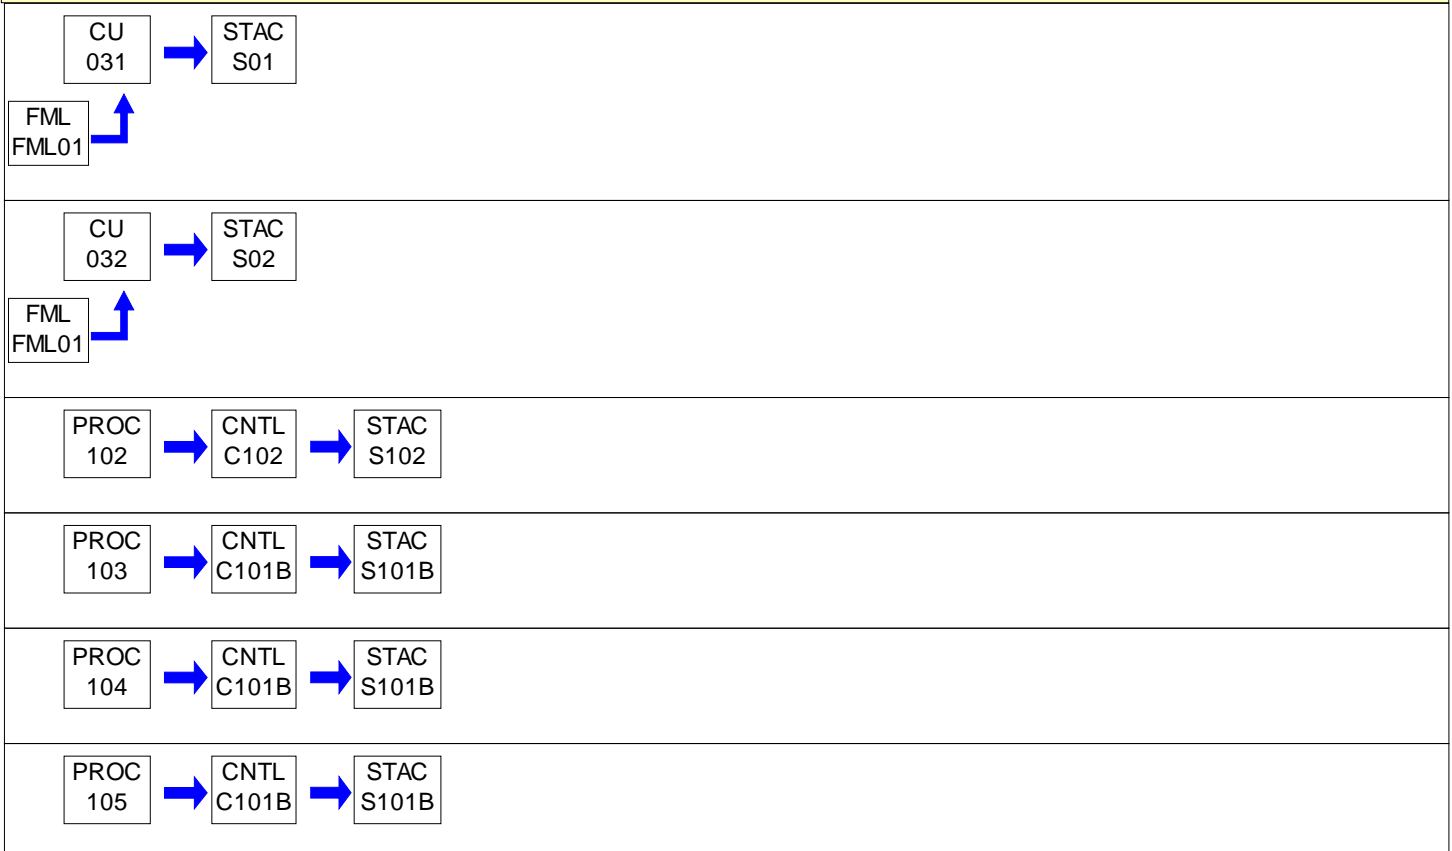 CU
031
STAC
S01
FML
FML01
CU
032
STAC
S02
FML
FML01
PROC
102
CNTL
C102
STAC
S102
PROC
103
CNTL
C101B
STAC
S101B
PROC
104
CNTL
C101B
STAC
S101B
PROC
105
CNTL
C101B
STAC
S101B